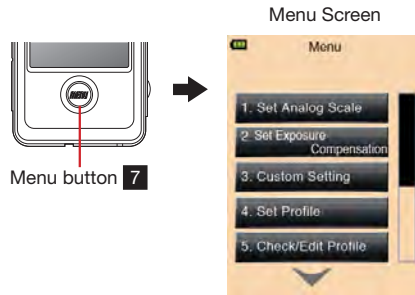 Menu Screen
Menu
1. Set Analog Scale
2. Set Exposure
Compensation
3. Custom Setting
4. Set Profile
5. Check/Edit Profile
MENU
Menu button 7